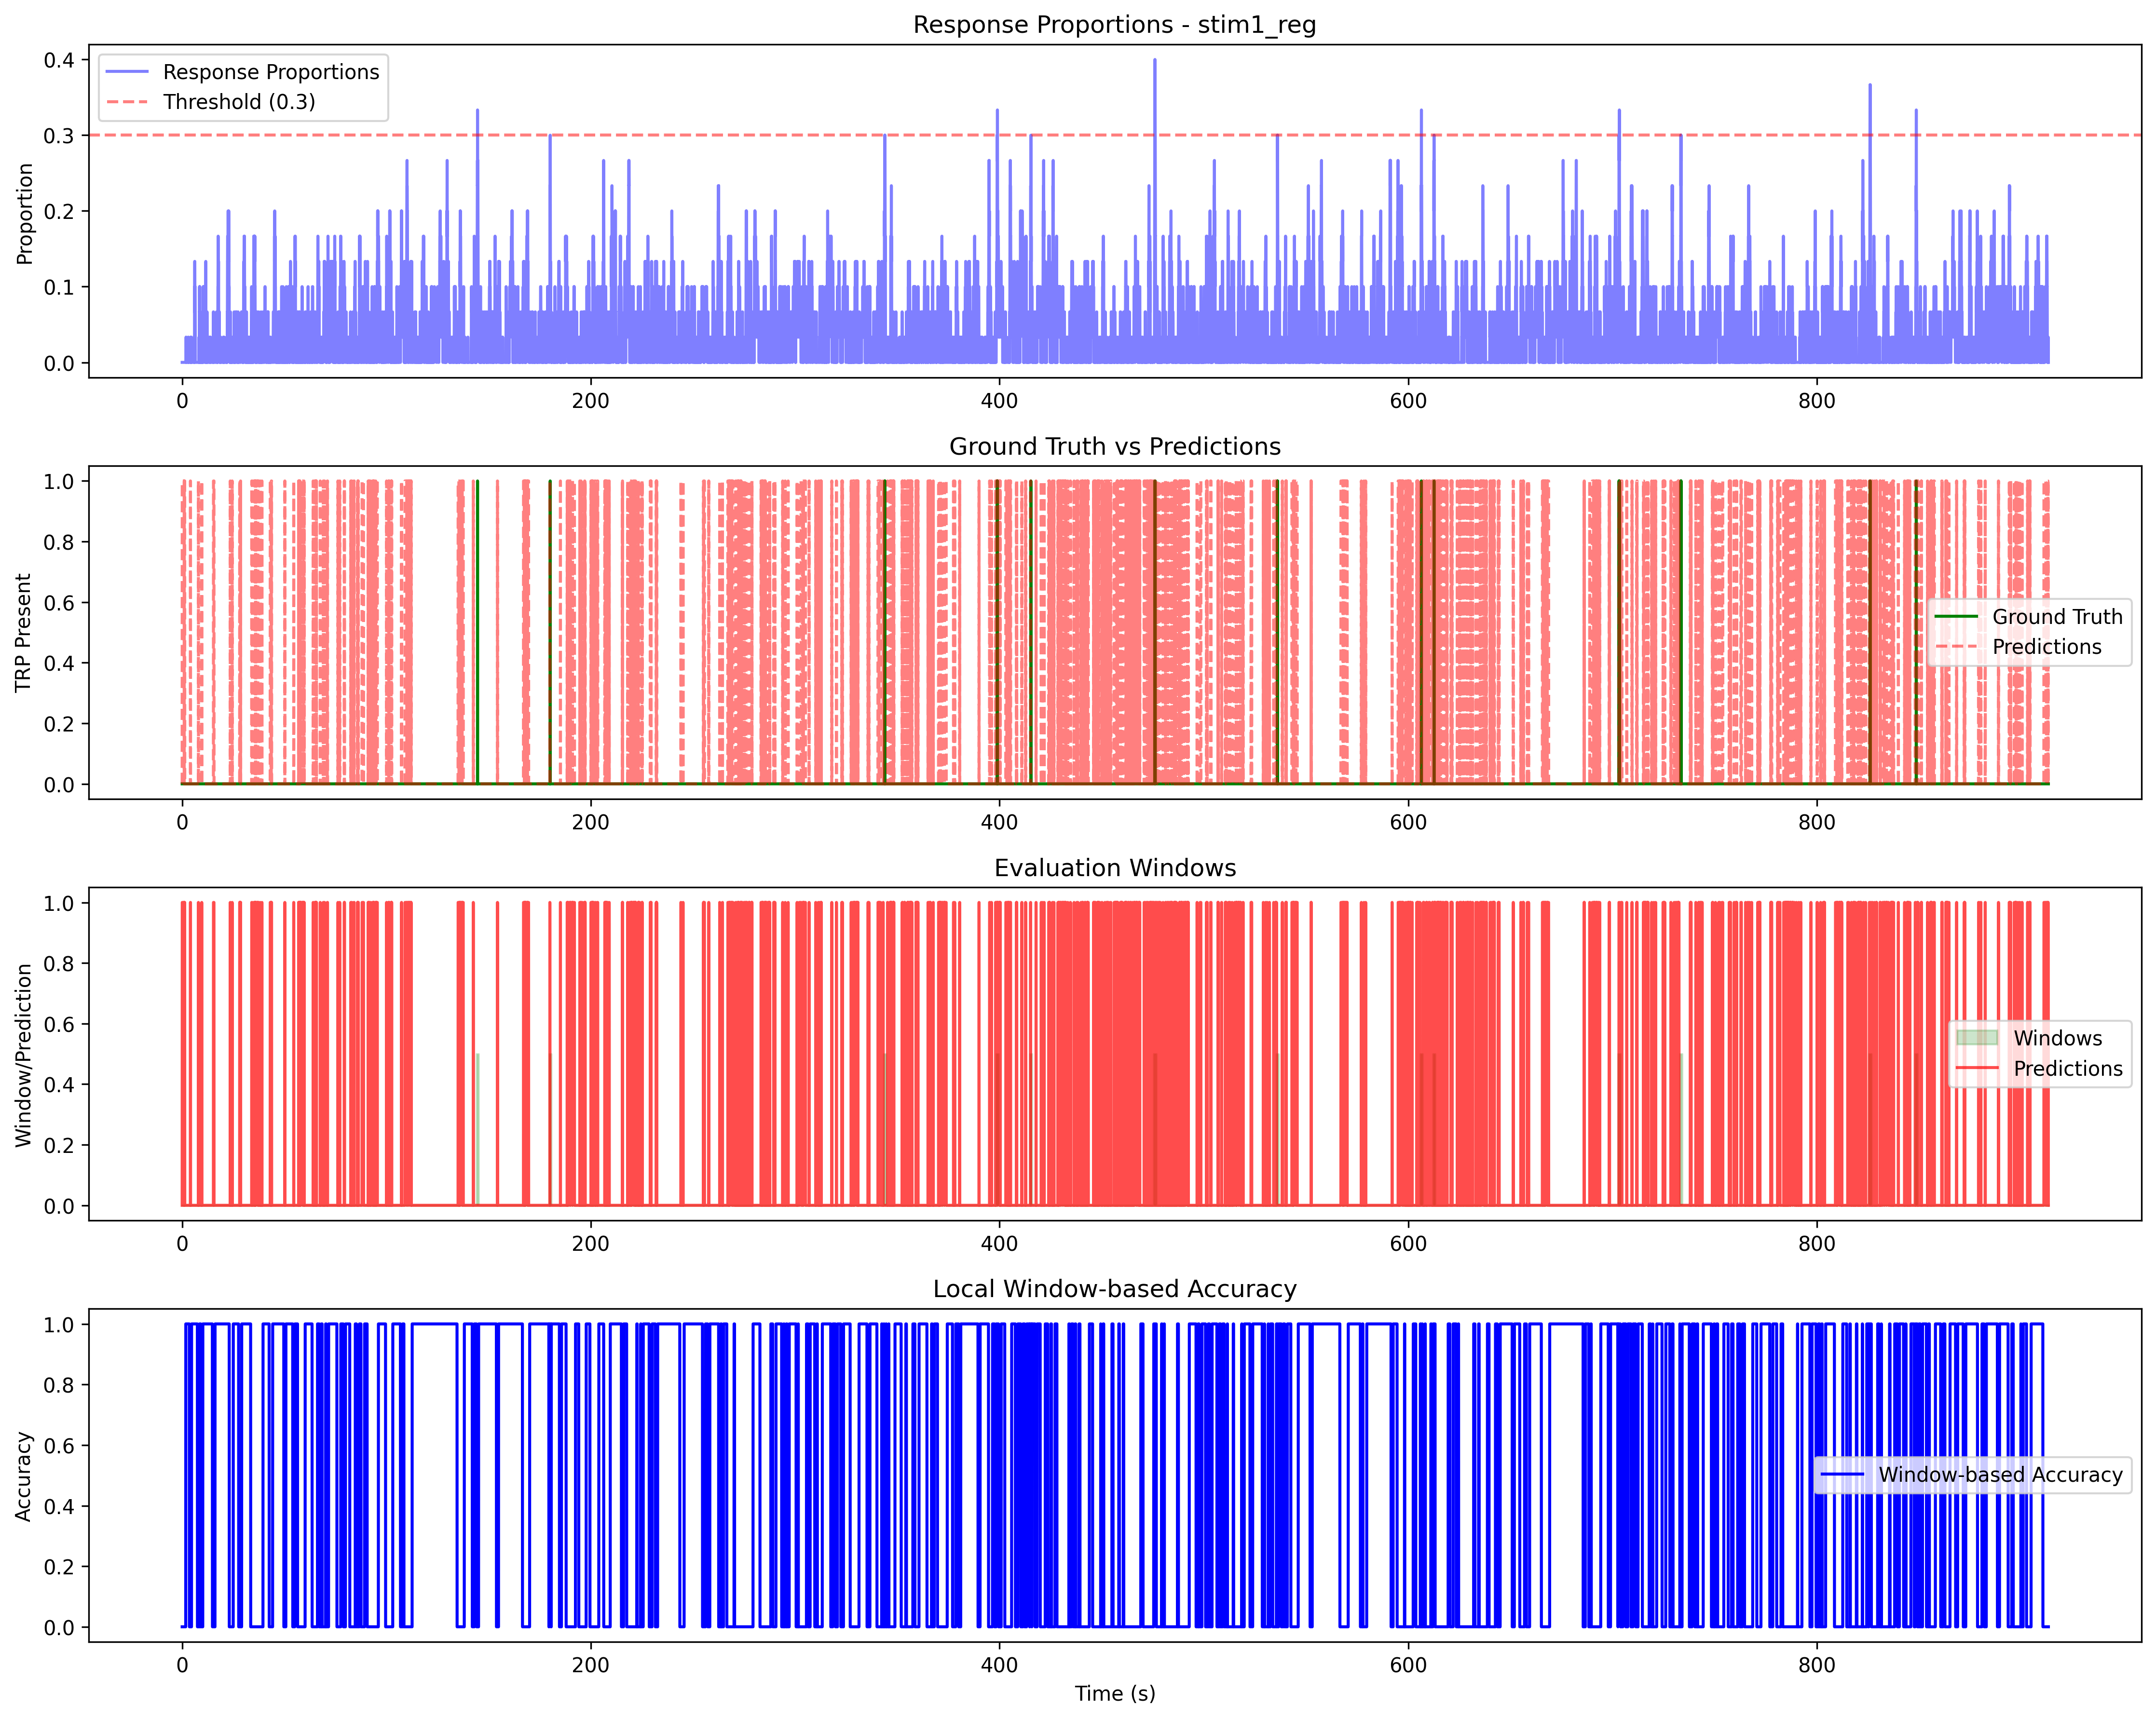 Response Proportions - stim1_reg
Response Proportions
Threshold (0.3)
Proportion
0.4
0.3
0.2
0.1
0.0
0 200 400 600 800
Ground Truth vs Predictions
Ground Truth
Predictions
TRP Present
1.0
0.8
0.6
0.4
0.2
0.0
0 200 400 600 800
Evaluation Windows
Windows
Predictions
Window/Prediction
1.0
0.8
0.6
0.4
0.2
0.0
0 200 400 600 800
Local Window-based Accuracy
Window-based Accuracy
Accuracy
1.0
0.8
0.6
0.4
0.2
0.0
0 200 400 600 800
Time (s)